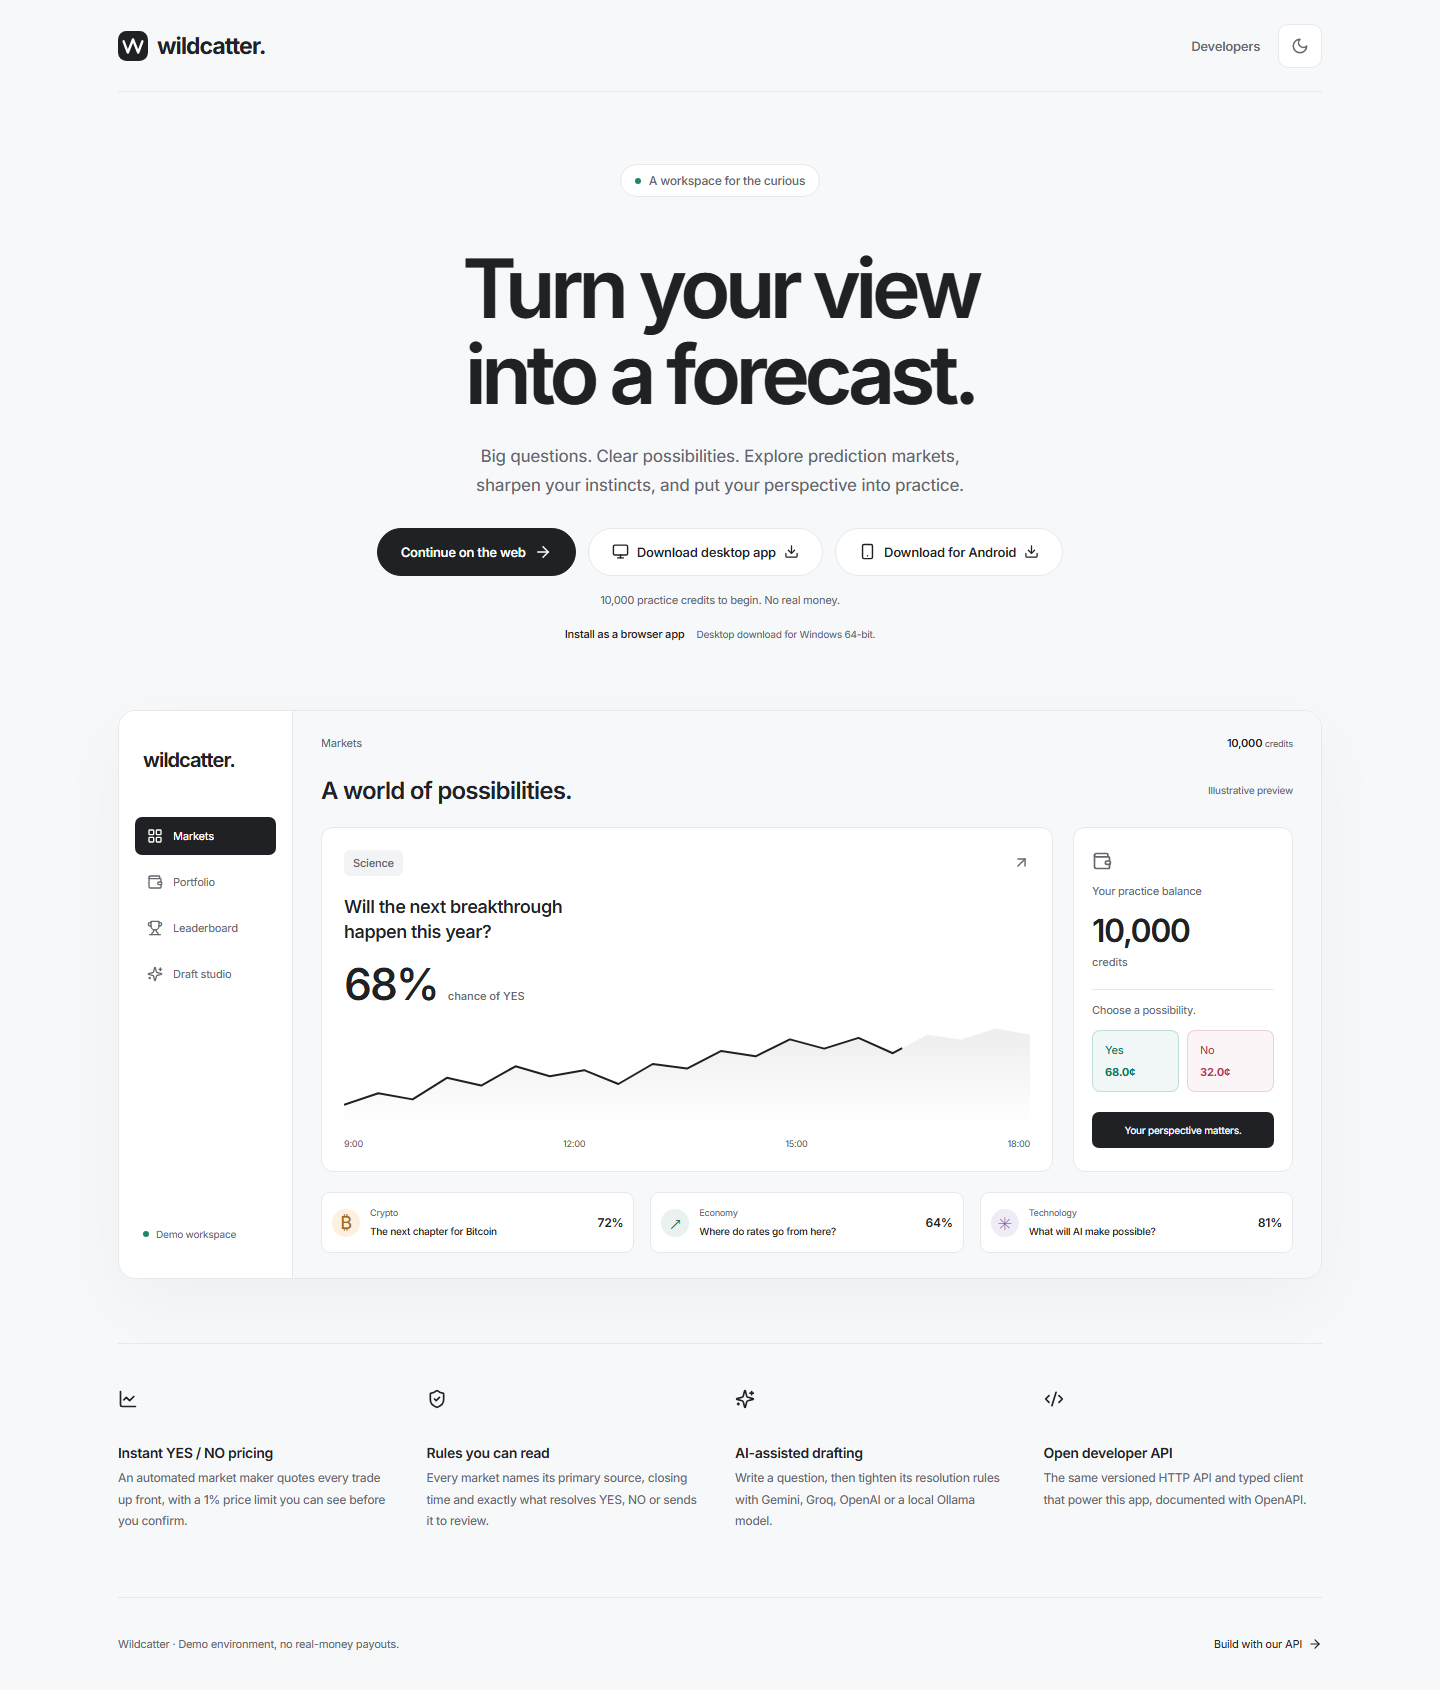 wildcatter.
Developers
A workspace for the curious
Turn your view
into a forecast.
Big questions. Clear possibilities. Explore prediction markets,
sharpen your instincts, and put your perspective into practice.
Continue on the web
Download desktop app
Download for Android
10,000 practice credits to begin. No real money.
Install as a browser app
Desktop download for Windows 64-bit.
wildcatter.
Markets
Portfolio
Leaderboard
Draft studio
Demo workspace
Markets
10,000 credits
A world of possibilities.
Illustrative preview
Science
Will the next breakthrough
happen this year?
68% chance of YES
9:00
12:00
15:00
18:00
Your practice balance
10,000
credits
Choose a possibility.
Yes
68.0¢
No
32.0¢
Your perspective matters.
Crypto
The next chapter for Bitcoin
72%
Economy
Where do rates go from here?
64%
Technology
What will AI make possible?
81%
Instant YES / NO pricing
An automated market maker quotes every trade
up front, with a 1% price limit you can see before
you confirm.
Rules you can read
Every market names its primary source, closing
time and exactly what resolves YES, NO or sends
it to review.
AI-assisted drafting
Write a question, then tighten its resolution rules
with Gemini, Groq, OpenAI or a local Ollama
model.
Open developer API
The same versioned HTTP API and typed client
that power this app, documented with OpenAPI.
Wildcatter · Demo environment, no real-money payouts.
Build with our API